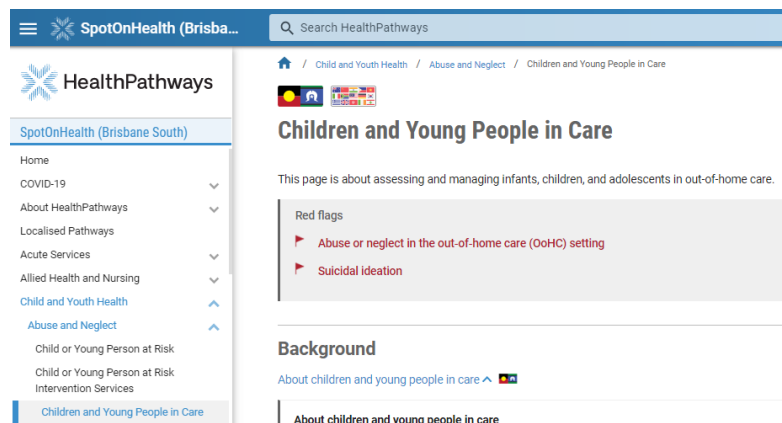 SpotOnHealth (Brisba...
Search HealthPathways
HealthPathways
SpotOnHealth (Brisbane South)
Home
COVID-19
About HealthPathways
Localised Pathways
Acute Services
Allied Health and Nursing
Child and Youth Health
Abuse and Neglect
Child or Young Person at Risk
Child or Young Person at Risk
Intervention Services
Children and Young People in Care
/ Child and Youth Health / Abuse and Neglect / Children and Young People in Care
Children and Young People in Care
This page is about assessing and managing infants, children, and adolescents in out-of-home care.
Red flags
Abuse or neglect in the out-of-home care (OoHC) setting
Suicidal ideation
Background
About children and young people in care
About children and young people in care